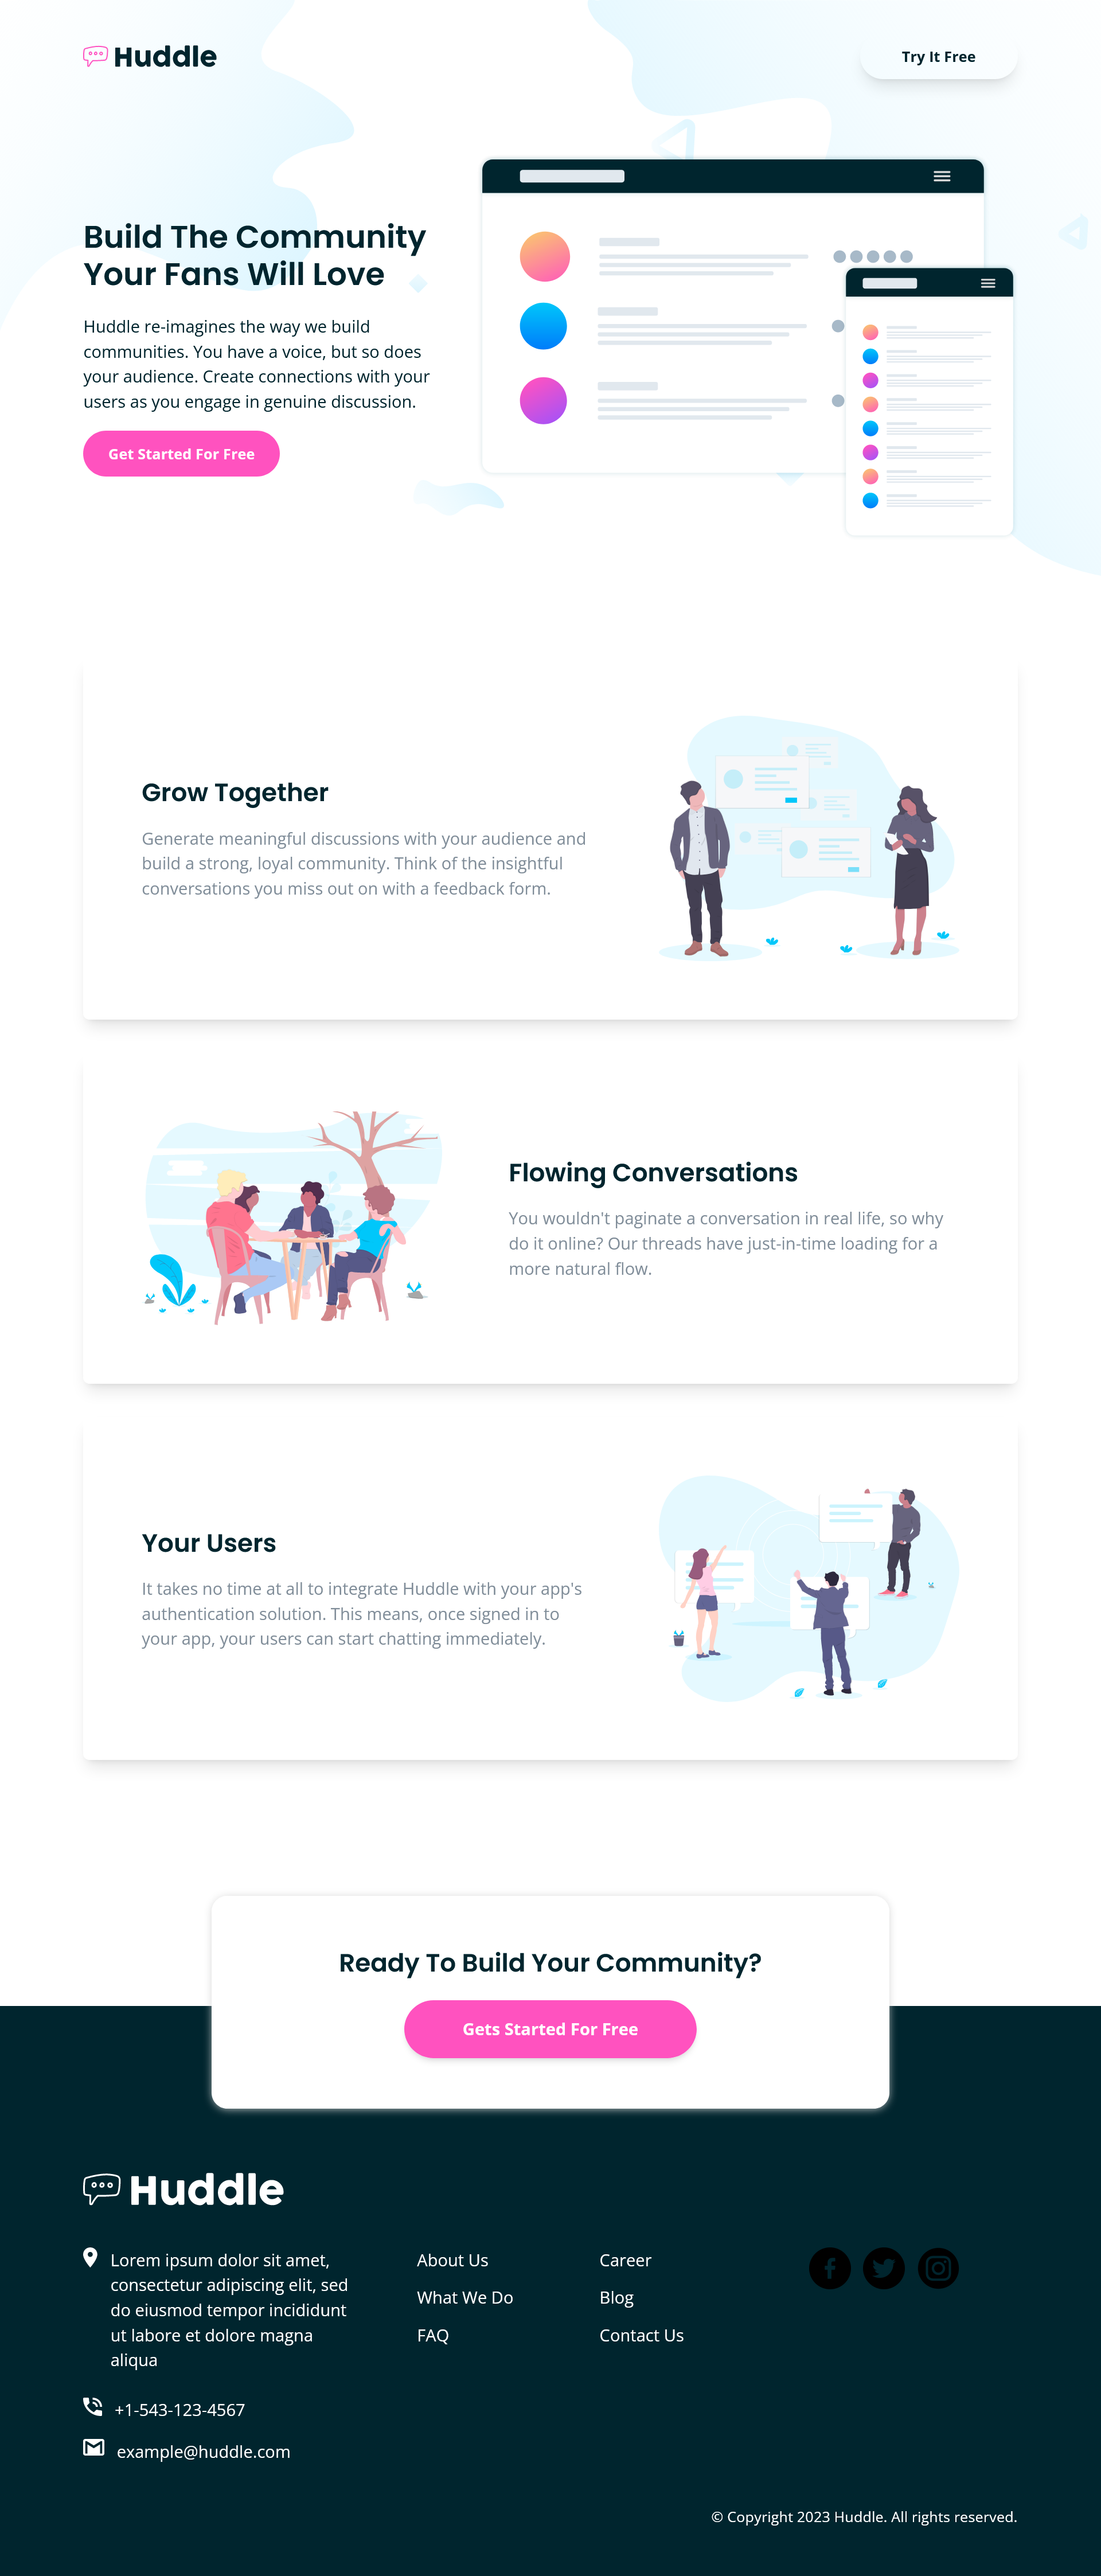 Huddle
Try It Free
Build The Community
Your Fans Will Love
Huddle re-imagines the way we build
communities. You have a voice, but so does
your audience. Create connections with your
users as you engage in genuine discussion.
Get Started For Free
Grow Together
Generate meaningful discussions with your audience and
build a strong, loyal community. Think of the insightful
conversations you miss out on with a feedback form.
Flowing Conversations
You wouldn't paginate a conversation in real life, so why
do it online? Our threads have just-in-time loading for a
more natural flow.
Your Users
It takes no time at all to integrate Huddle with your app's
authentication solution. This means, once signed in to
your app, your users can start chatting immediately.
Ready To Build Your Community?
Gets Started For Free
Huddle
Lorem ipsum dolor sit amet,
consectetur adipiscing elit, sed
do eiusmod tempor incididunt
ut labore et dolore magna
aliqua
+1-543-123-4567
example@huddle.com
About Us
What We Do
FAQ
Career
Blog
Contact Us
© Copyright 2023 Huddle. All rights reserved.